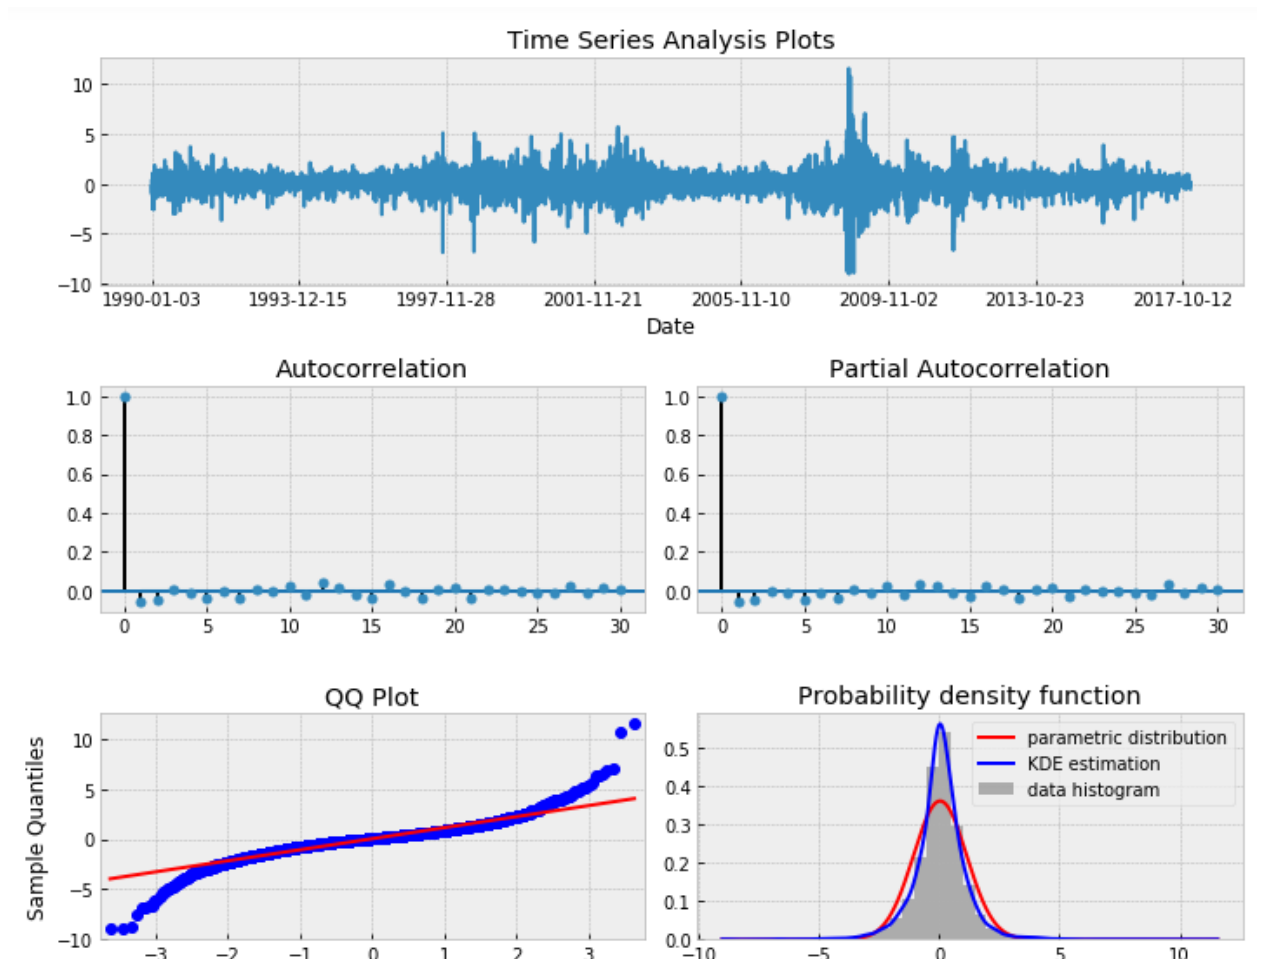 Time Series Analysis Plots
10
5
0
−5
−10
1990-01-03 1993-12-15 1997-11-28 2001-11-21 2005-11-10 2009-11-02 2013-10-23 2017-10-12
Date
Autocorrelation
1.0
0.8
0.6
0.4
0.2
0.0
0 5 10 15 20 25 30
Partial Autocorrelation
1.0
0.8
0.6
0.4
0.2
0.0
0 5 10 15 20 25 30
QQ Plot
Sample Quantiles
10
5
0
−5
−10
−3 −2 −1 0 1 2 3
Probability density function
parametric distribution
KDE estimation
data histogram
0.5
0.4
0.3
0.2
0.1
0.0
−10 −5 0 5 10